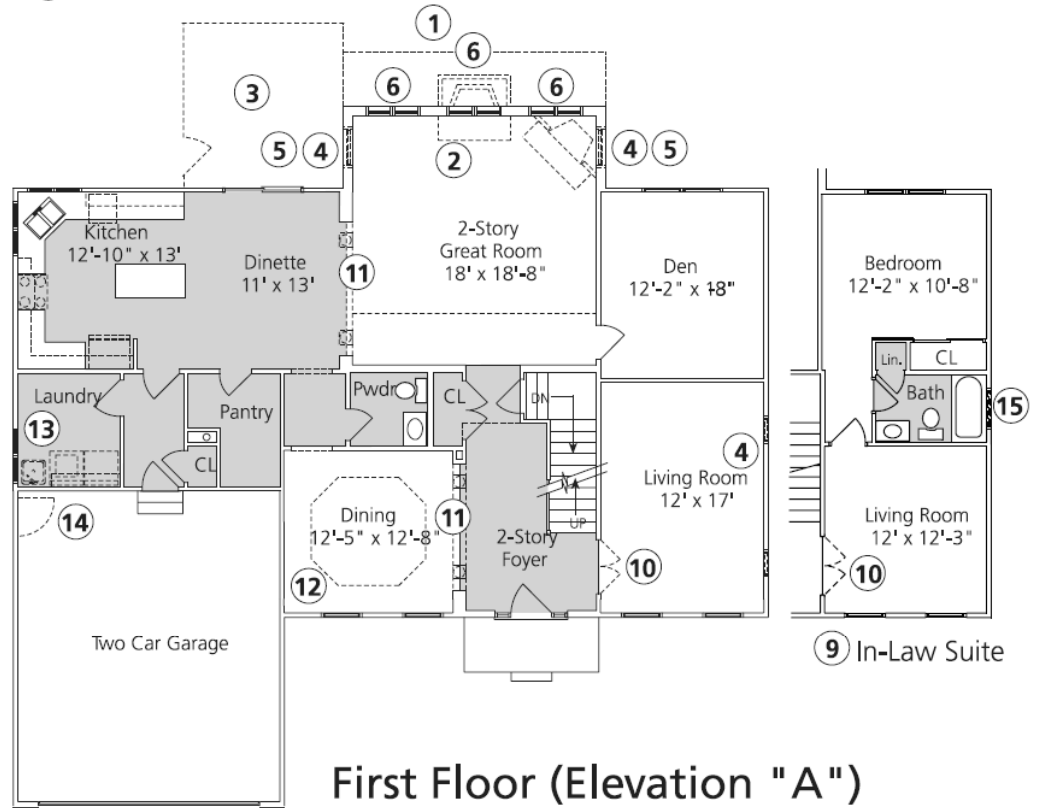 1
6
6
6
3
5 4
4 5
2
Kitchen
12'-10" x 13'
Dinette
11' x 13'
11
2-Story
Great Room
18' x 18'-8"
Den
12'-2" x 18"
Bedroom
12'-2" x 10'-8"
Lin.
CL
Bath
15
Laundry
13
Pantry
Pwdr
CL
DN
CL
4
Living Room
12' x 17'
Living Room
12' x 12'-3"
14
Dining
12'-5" x 12'-8"
11
2-Story
Foyer
UP
12
10
10
Two Car Garage
9 In-Law Suite
First Floor (Elevation "A")